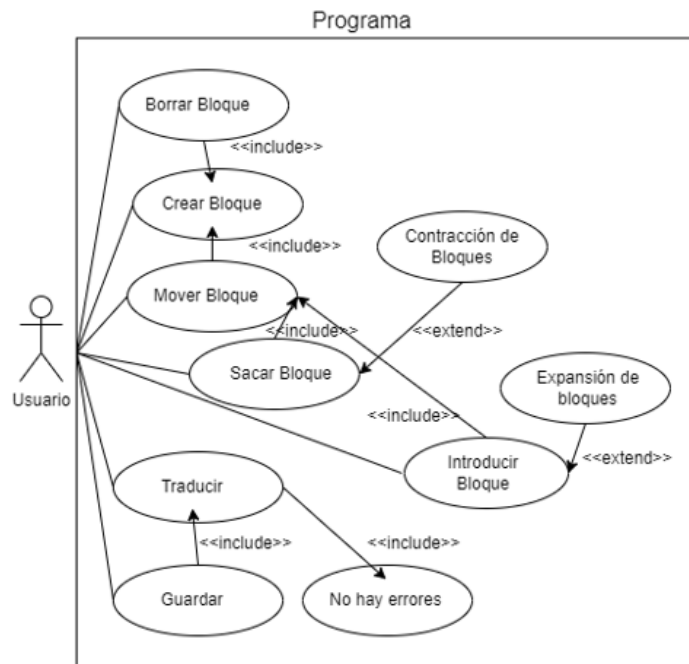 Programa
Borrar Bloque
<<include>>
Crear Bloque
<<include>>
Contracción de
Bloques
Mover Bloque
<<include>>
<<extend>>
Sacar Bloque
Usuario
Expansión de
bloques
<<include>>
Introducir
Bloque
<<extend>>
Traducir
<<include>>
<<include>>
Guardar
No hay errores